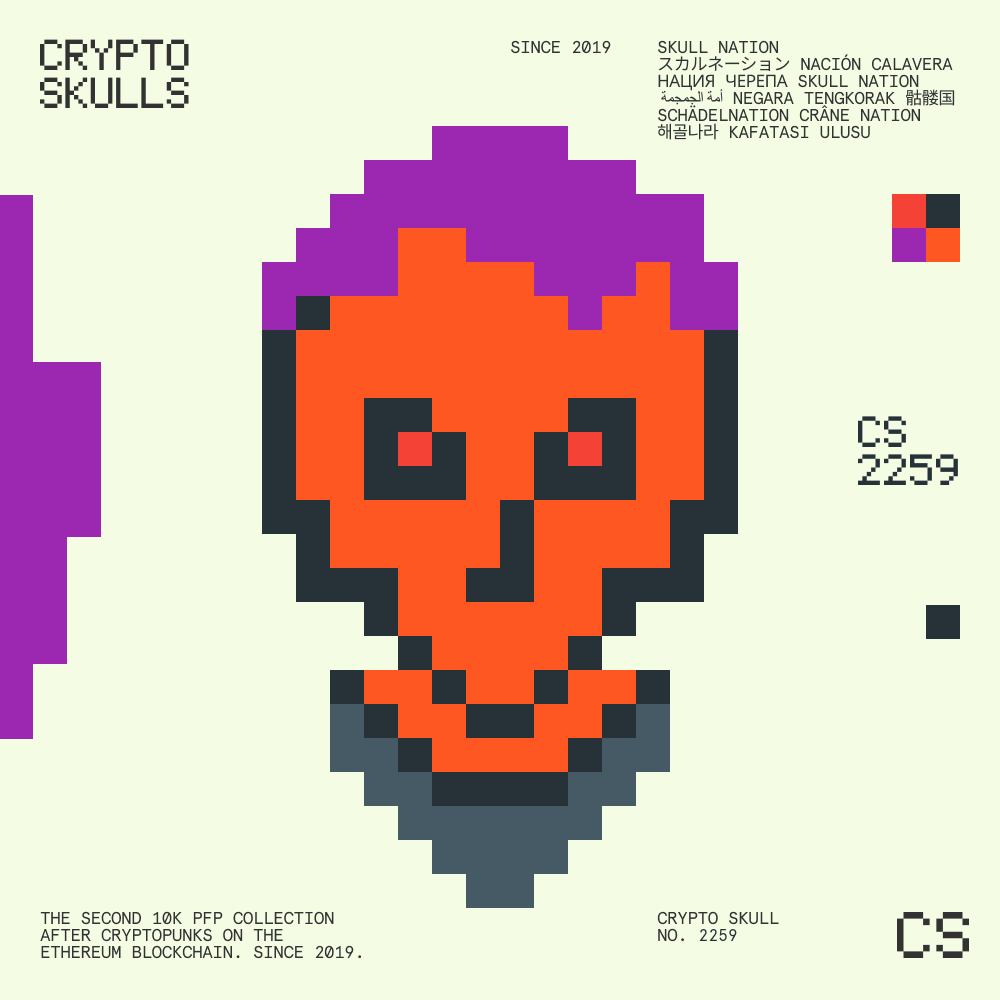 CRYPTO
SKULLS
SINCE 2019
SKULL NATION
スカルネーション NACIÓN CALAVERA
НАЦИЯ ЧЕРЕПА SKULL NATION
أمة الجمجمة NEGARA TENGKORAK 骷髅国
SCHÄDELNATION CRÂNE NATION
해골나라 KAFATASI ULUSU
CS
2259
THE SECOND 10K PFP COLLECTION
AFTER CRYPTOPUNKS ON THE
ETHEREUM BLOCKCHAIN. SINCE 2019.
CRYPTO SKULL
NO. 2259
CS